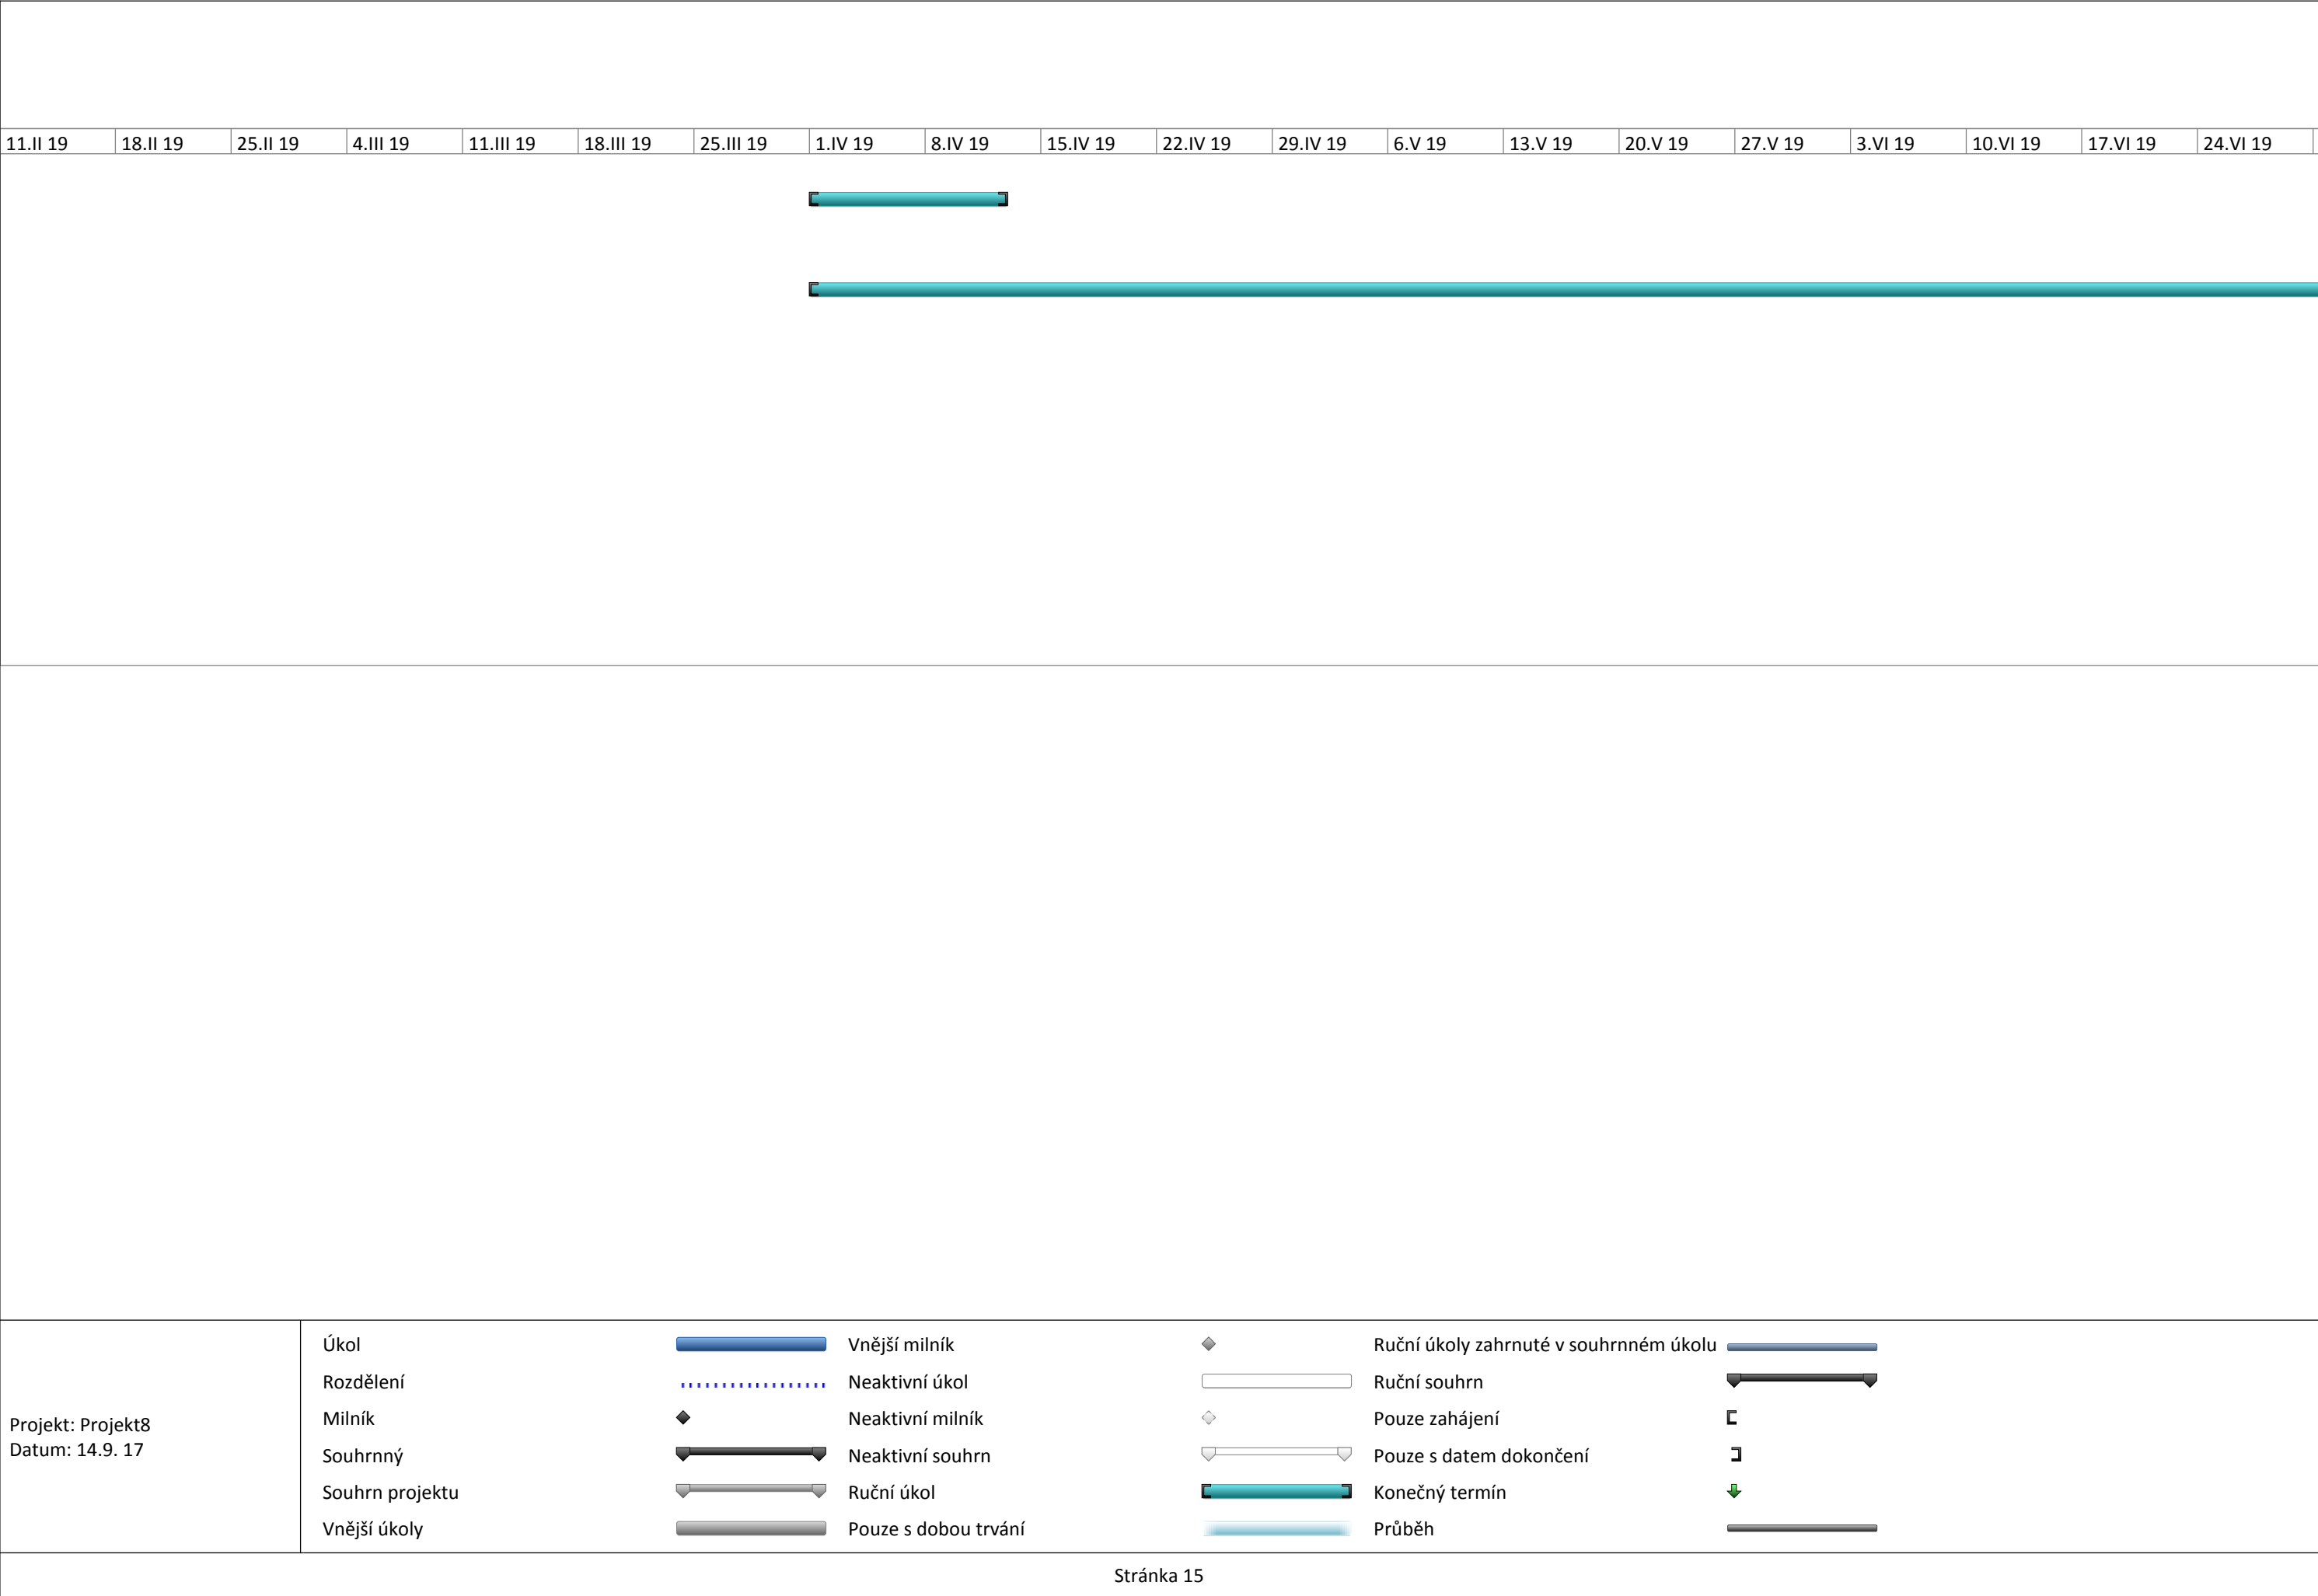 11.II 19 18.II 19 25.II 19 4.III 19 11.III 19 18.III 19 25.III 19 1.IV 19 8.IV 19 15.IV 19 22.IV 19 29.IV 19 6.V 19 13.V 19 20.V 19 27.V 19 3.VI 19 10.VI 19 17.VI 19 24.VI 19
Projekt: Projekt8
Datum: 14.9. 17
Úkol
Rozdělení
Milník
Souhrnný
Souhrn projektu
Vnější úkoly
Vnější milník
Neaktivní úkol
Neaktivní milník
Neaktivní souhrn
Ruční úkol
Pouze s dobou trvání
Ruční úkoly zahrnuté v souhrnném úkolu
Ruční souhrn
Pouze zahájení
Pouze s datem dokončení
Konečný termín
Průběh
Stránka 15